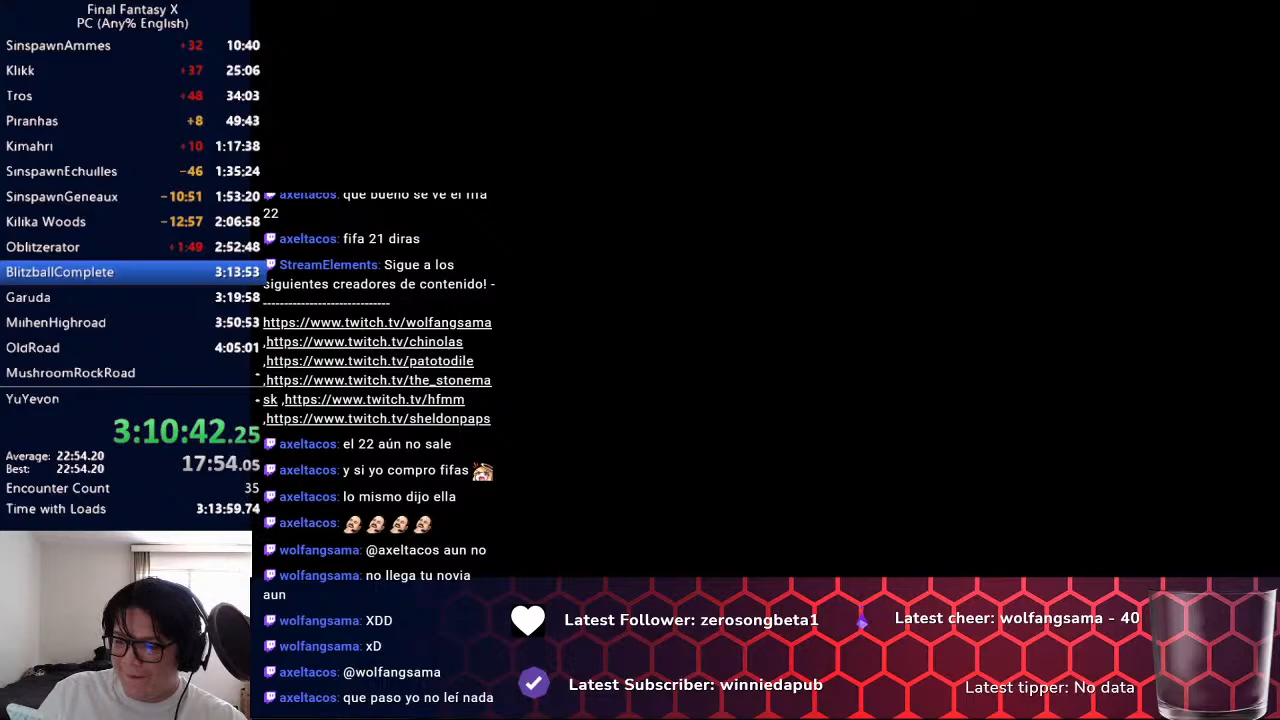 Final Fantasy X
PC (Any% English)
SinspawnAmmes +32 10:40
Klikk +37 25:06
Tros +48 34:03
Piranhas +8 49:43
Kimahri +10 1:17:38
SinspawnEchuilles -46 1:35:24
SinspawnGeneaux -10:51 1:53:20
Kilika Woods -12:57 2:06:58
Oblitzerator +1:49 2:52:48
BlitzballComplete 3:13:53
Garuda 3:19:58
MiihenHighroad 3:50:53
OldRoad 4:05:01
MushroomRockRoad -
YuYevon -
3:10:42.25
Average: 22:54.20
Best: 22:54.20
17:54.05
Encounter Count 35
Time with Loads 3:13:59.74
axeltacos: que bueno se ve el fifa
22
axeltacos: fifa 21 diras
StreamElements: Sigue a los
siguientes creadores de contenido! -
------------------------------
https://www.twitch.tv/wolfangsama
,https://www.twitch.tv/chinolas
,https://www.twitch.tv/patotodile
,https://www.twitch.tv/the_stonema
sk ,https://www.twitch.tv/hfmm
,https://www.twitch.tv/sheldonpaps
axeltacos: el 22 aún no sale
axeltacos: y si yo compro fifas
axeltacos: lo mismo dijo ella
axeltacos:
wolfangsama: @axeltacos aun no
wolfangsama: no llega tu novia
aun
wolfangsama: XDD
wolfangsama: xD
axeltacos: @wolfangsama
axeltacos: que paso yo no leí nada
Latest Follower: zerosongbeta1
Latest cheer: wolfangsama - 40
Latest Subscriber: winniedapub
Latest tipper: No data